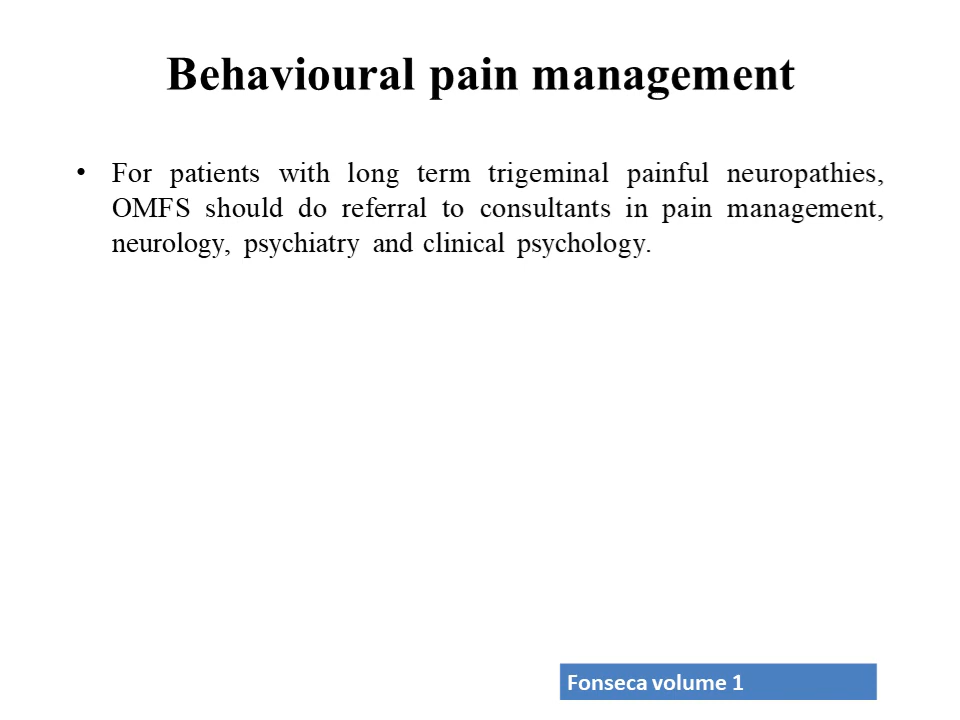 Behavioural pain management
• For patients with long term trigeminal painful neuropathies,
OMFS should do referral to consultants in pain management,
neurology, psychiatry and clinical psychology.
Fonseca volume 1